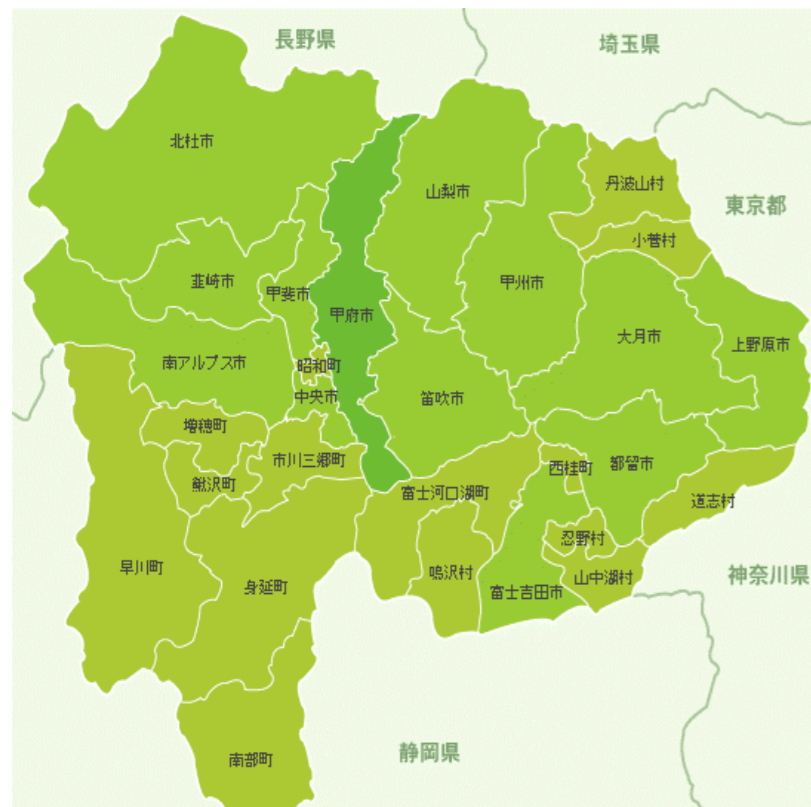 長野県
埼玉県
北杜市
山梨市
丹波山村
東京都
小菅村
韮崎市
甲斐市
甲州市
甲府市
大月市
上野原市
南アルプス市
昭和町
中央市
笛吹市
増穂町
市川三郷町
西桂町
都留市
鰍沢町
富士河口湖町
道志村
忍野村
早川町
身延町
鳴沢村
富士吉田市
山中湖村
神奈川県
南部町
静岡県